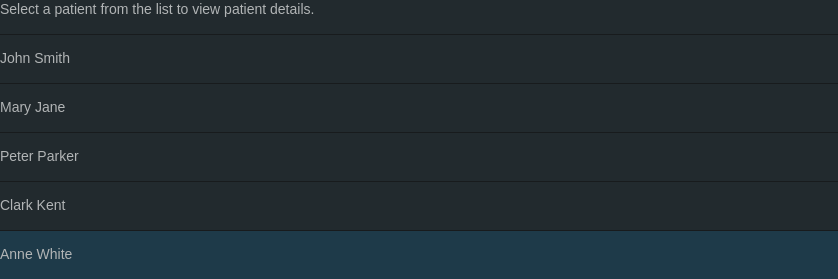 Select a patient from the list to view patient details.
John Smith
Mary Jane
Peter Parker
Clark Kent
Anne White